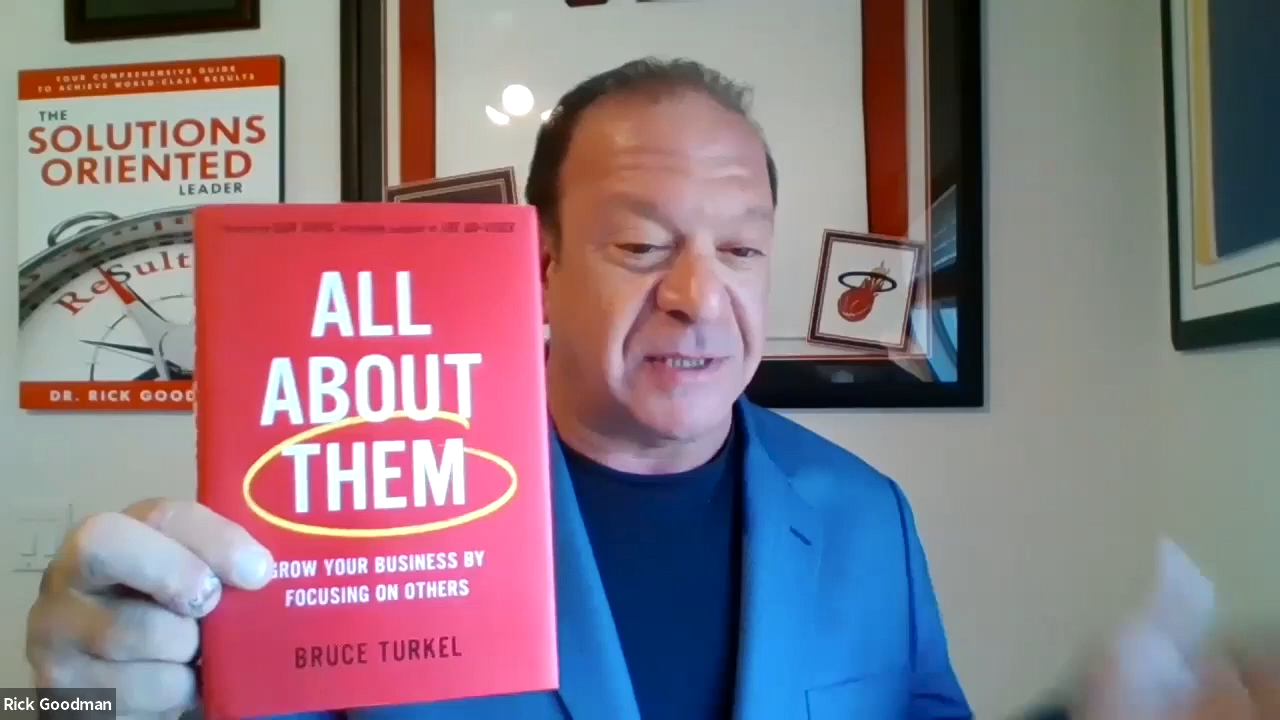 YOUR COMPREHENSIVE GUIDE
TO ACHIEVE WORLD-CLASS RESULTS
THE
SOLUTIONS
ORIENTED
LEADER
ReSult
DR. RICK GOOD
ALL
ABOUT
THEM
GROW YOUR BUSINESS BY
FOCUSING ON OTHERS
BRUCE TURKEL
Rick Goodman